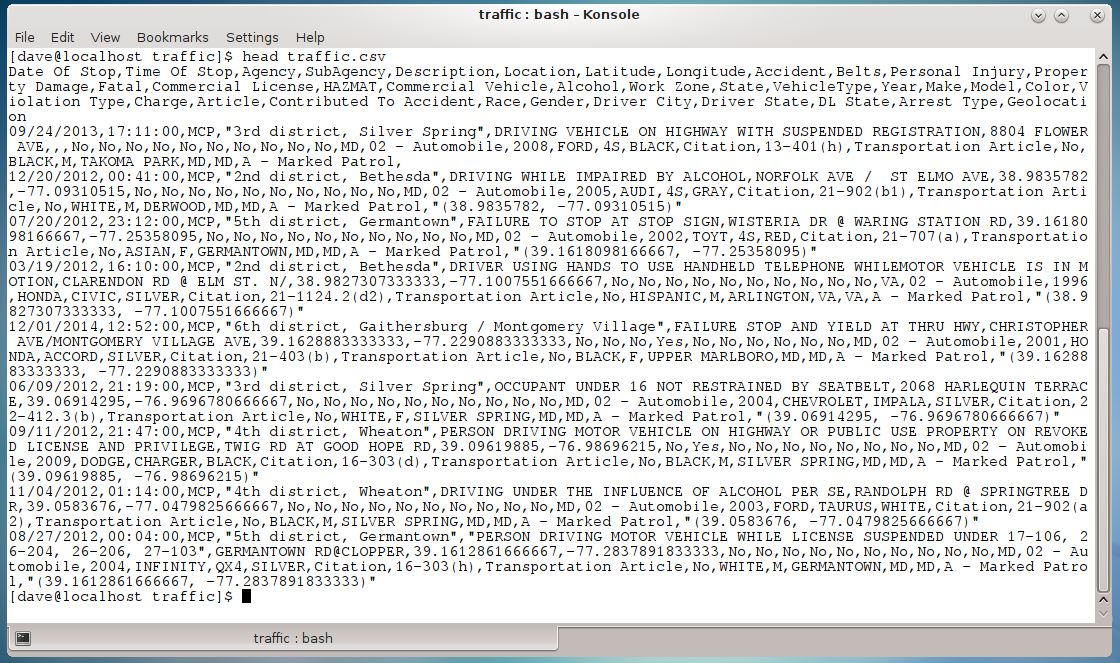 traffic : bash – Konsole
File Edit View Bookmarks Settings Help
[dave@localhost traffic]$ head traffic.csv
Date Of Stop,Time Of Stop,Agency,SubAgency,Description,Location,Latitude,Longitude,Accident,Belts,Personal Injury,Proper
ty Damage,Fatal,Commercial License,HAZMAT,Commercial Vehicle,Alcohol,Work Zone,State,VehicleType,Year,Make,Model,Color,V
iolation Type,Charge,Article,Contributed To Accident,Race,Gender,Driver City,Driver State,DL State,Arrest Type,Geolocati
on
09/24/2013,17:11:00,MCP,"3rd district, Silver Spring",DRIVING VEHICLE ON HIGHWAY WITH SUSPENDED REGISTRATION,8804 FLOWER
 AVE,,,No,No,No,No,No,No,No,No,No,No,MD,02 - Automobile,2008,FORD,4S,BLACK,Citation,13-401(h),Transportation Article,No,
BLACK,M,TAKOMA PARK,MD,MD,A - Marked Patrol,
12/20/2012,00:41:00,MCP,"2nd district, Bethesda",DRIVING WHILE IMPAIRED BY ALCOHOL,NORFOLK AVE /  ST ELMO AVE,38.9835782
,-77.09310515,No,No,No,No,No,No,No,No,No,No,MD,02 - Automobile,2005,AUDI,4S,GRAY,Citation,21-902(b1),Transportation Arti
cle,No,WHITE,M,DERWOOD,MD,MD,A - Marked Patrol,"(38.9835782, -77.09310515)"
07/20/2012,23:12:00,MCP,"5th district, Germantown",FAILURE TO STOP AT STOP SIGN,WISTERIA DR @ WARING STATION RD,39.16180
98166667,-77.25358095,No,No,No,No,No,No,No,No,No,No,MD,02 - Automobile,2002,TOYT,4S,RED,Citation,21-707(a),Transportatio
n Article,No,ASIAN,F,GERMANTOWN,MD,MD,A - Marked Patrol,"(39.1618098166667, -77.25358095)"
03/19/2012,16:10:00,MCP,"2nd district, Bethesda",DRIVER USING HANDS TO USE HANDHELD TELEPHONE WHILEMOTOR VEHICLE IS IN M
OTION,CLARENDON RD @ ELM ST. N/,38.9827307333333,-77.1007551666667,No,No,No,No,No,No,No,No,No,No,VA,02 - Automobile,1996
,HONDA,CIVIC,SILVER,Citation,21-1124.2(d2),Transportation Article,No,HISPANIC,M,ARLINGTON,VA,VA,A - Marked Patrol,"(38.9
827307333333, -77.1007551666667)"
12/01/2014,12:52:00,MCP,"6th district, Gaithersburg / Montgomery Village",FAILURE STOP AND YIELD AT THRU HWY,CHRISTOPHER
 AVE/MONTGOMERY VILLAGE AVE,39.1628883333333,-77.2290883333333,No,No,No,Yes,No,No,No,No,No,No,MD,02 - Automobile,2001,HO
NDA,ACCORD,SILVER,Citation,21-403(b),Transportation Article,No,BLACK,F,UPPER MARLBORO,MD,MD,A - Marked Patrol,"(39.16288
83333333, -77.2290883333333)"
06/09/2012,21:19:00,MCP,"3rd district, Silver Spring",OCCUPANT UNDER 16 NOT RESTRAINED BY SEATBELT,2068 HARLEQUIN TERRAC
E,39.06914295,-76.9696780666667,No,No,No,No,No,No,No,No,No,No,MD,02 - Automobile,2004,CHEVROLET,IMPALA,SILVER,Citation,2
2-412.3(b),Transportation Article,No,WHITE,F,SILVER SPRING,MD,MD,A - Marked Patrol,"(39.06914295, -76.9696780666667)"
09/11/2012,21:47:00,MCP,"4th district, Wheaton",PERSON DRIVING MOTOR VEHICLE ON HIGHWAY OR PUBLIC USE PROPERTY ON REVOKE
D LICENSE AND PRIVILEGE,TWIG RD AT GOOD HOPE RD,39.09619885,-76.98696215,No,Yes,No,No,No,No,No,No,No,No,MD,02 - Automobi
le,2009,DODGE,CHARGER,BLACK,Citation,16-303(d),Transportation Article,No,BLACK,M,SILVER SPRING,MD,MD,A - Marked Patrol,"
(39.09619885, -76.98696215)"
11/04/2012,01:14:00,MCP,"4th district, Wheaton",DRIVING UNDER THE INFLUENCE OF ALCOHOL PER SE,RANDOLPH RD @ SPRINGTREE D
R,39.0583676,-77.0479825666667,No,No,No,No,No,No,No,No,No,No,MD,02 - Automobile,2003,FORD,TAURUS,WHITE,Citation,21-902(a
2),Transportation Article,No,BLACK,M,SILVER SPRING,MD,MD,A - Marked Patrol,"(39.0583676, -77.0479825666667)"
08/27/2012,00:04:00,MCP,"5th district, Germantown","PERSON DRIVING MOTOR VEHICLE WHILE LICENSE SUSPENDED UNDER 17-106, 2
6-204, 26-206, 27-103",GERMANTOWN RD@CLOPPER,39.1612861666667,-77.2837891833333,No,No,No,No,No,No,No,No,No,No,MD,02 - Au
tomobile,2004,INFINITY,QX4,SILVER,Citation,16-303(h),Transportation Article,No,WHITE,M,GERMANTOWN,MD,MD,A - Marked Patro
l,"(39.1612861666667, -77.2837891833333)"
[dave@localhost traffic]$
traffic : bash